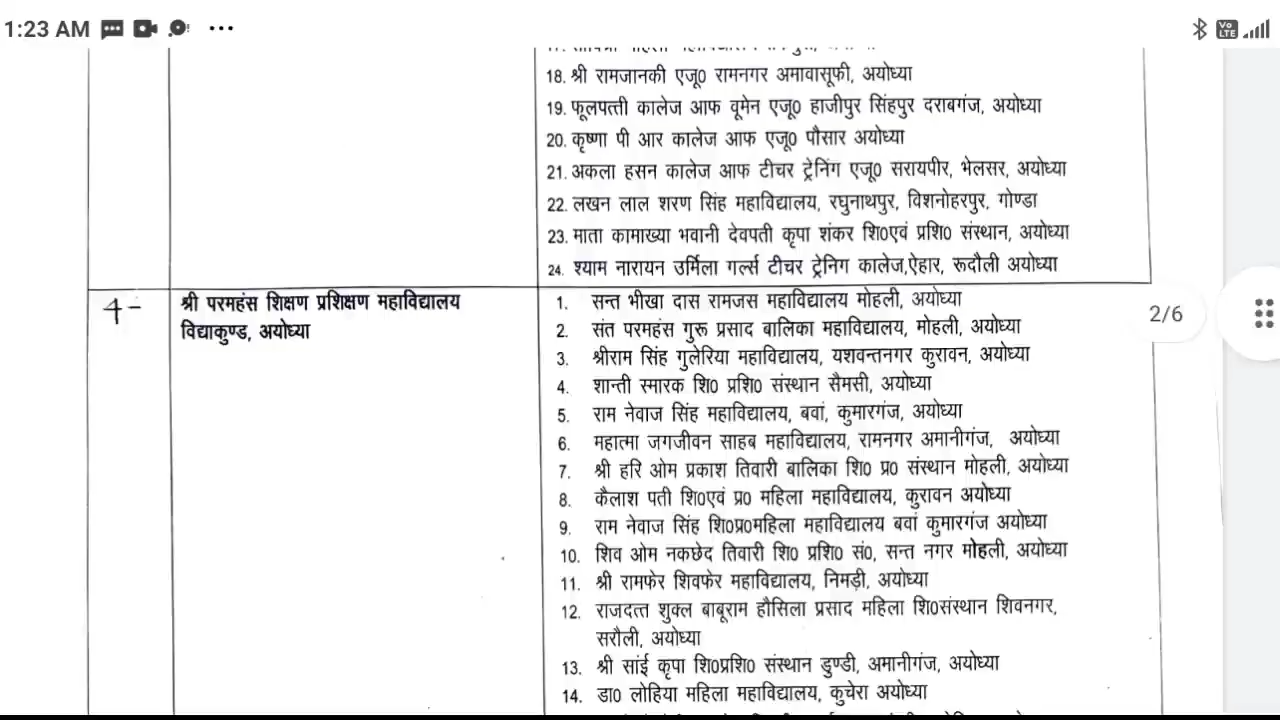 1:23 AM
18. श्री रामजानकी एजू0 रामनगर अमावासूफी, अयोध्या
19. फूलपत्ती कालेज आफ वूमेन एजू0 हाजीपुर सिंहपुर दराबगंज, अयोध्या
20. कृष्णा पी आर कालेज आफ एजू0 पौसार अयोध्या
21. अकला हसन कालेज आफ टीचर ट्रेनिंग एजू0 सरायपीर, भेलसर, अयोध्या
22. लखन लाल शरण सिंह महाविद्यालय, रघुनाथपुर, विशनोहरपुर, गोण्डा
23. माता कामाख्या भवानी देवपती कृपा शंकर शि0एवं प्रशि0 संस्थान, अयोध्या
24. श्याम नारायन उर्मिला गर्ल्स टीचर ट्रेनिग कालेज,ऐहार, रूदौली अयोध्या
4- श्री परमहंस शिक्षण प्रशिक्षण महाविद्यालय
विद्याकुण्ड, अयोध्या
1. सन्त भीखा दास रामजस महाविद्यालय मोहली, अयोध्या
2. संत परमहंस गुरू प्रसाद बालिका महाविद्यालय, मोहली, अयोध्या
3. श्रीराम सिंह गुलेरिया महाविद्यालय, यशवन्तनगर कुरावन, अयोध्या
4. शान्ती स्मारक शि0 प्रशि0 संस्थान सैमसी, अयोध्या
5. राम नेवाज सिंह महाविद्यालय, बवां, कुमारगंज, अयोध्या
6. महात्मा जगजीवन साहब महाविद्यालय, रामनगर अमानीगंज, अयोध्या
7. श्री हरि ओम प्रकाश तिवारी बालिका शि0 प्र0 संस्थान मोहली, अयोध्या
8. कैलाश पती शि0एवं प्र0 महिला महाविद्यालय, कुरावन अयोध्या
9. राम नेवाज सिंह शि0प्र0महिला महाविद्यालय बवां कुमारगंज अयोध्या
10. शिव ओम नकछेद तिवारी शि0 प्रशि0 सं0, सन्त नगर मोहली, अयोध्या
11. श्री रामफेर शिवफेर महाविद्यालय, निमड़ी, अयोध्या
12. राजदत्त शुक्ल बाबूराम हौसिला प्रसाद महिला शि0संस्थान शिवनगर,
सरौली, अयोध्या
13. श्री सांई कृपा शि0प्रशि0 संस्थान डुण्डी, अमानीगंज, अयोध्या
14. डा0 लोहिया महिला महाविद्यालय, कुचेरा अयोध्या
2/6